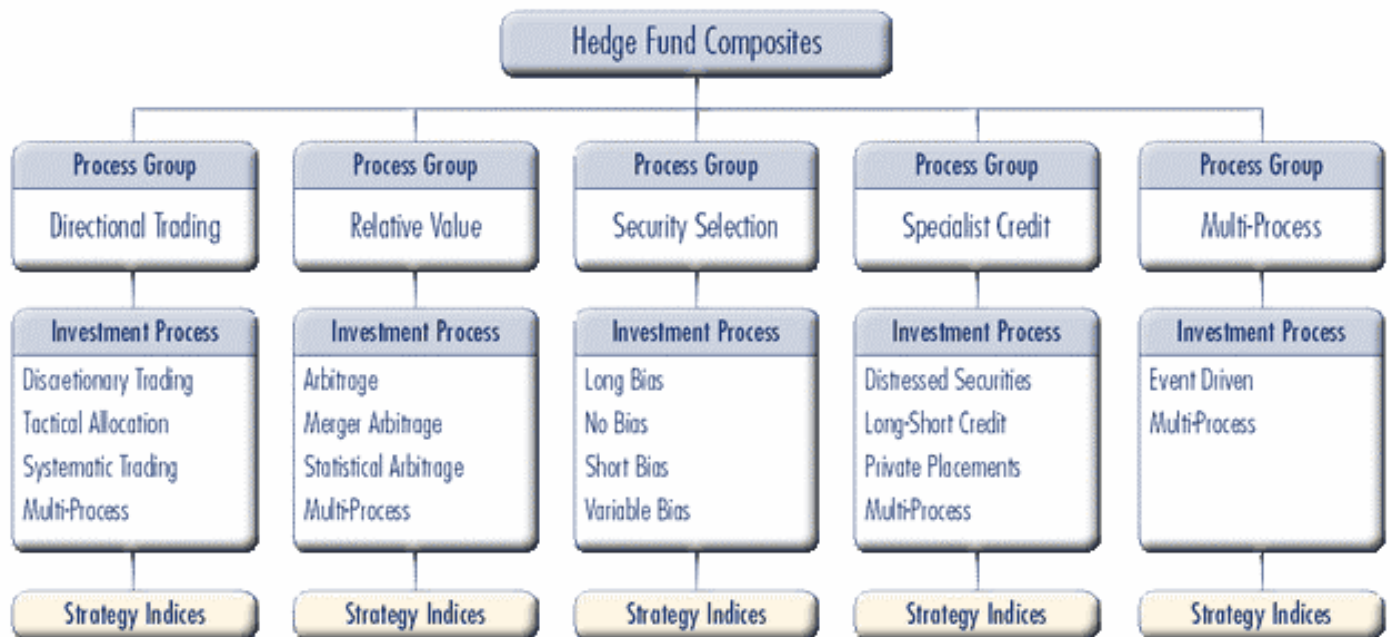 Hedge Fund Composites
Process Group
Directional Trading
Investment Process
Discretionary Trading
Tactical Allocation
Systematic Trading
Multi-Process
Strategy Indices
Process Group
Relative Value
Investment Process
Arbitrage
Merger Arbitrage
Statistical Arbitrage
Multi-Process
Strategy Indices
Process Group
Security Selection
Investment Process
Long Bias
No Bias
Short Bias
Variable Bias
Strategy Indices
Process Group
Specialist Credit
Investment Process
Distressed Securities
Long-Short Credit
Private Placements
Multi-Process
Strategy Indices
Process Group
Multi-Process
Investment Process
Event Driven
Multi-Process
Strategy Indices